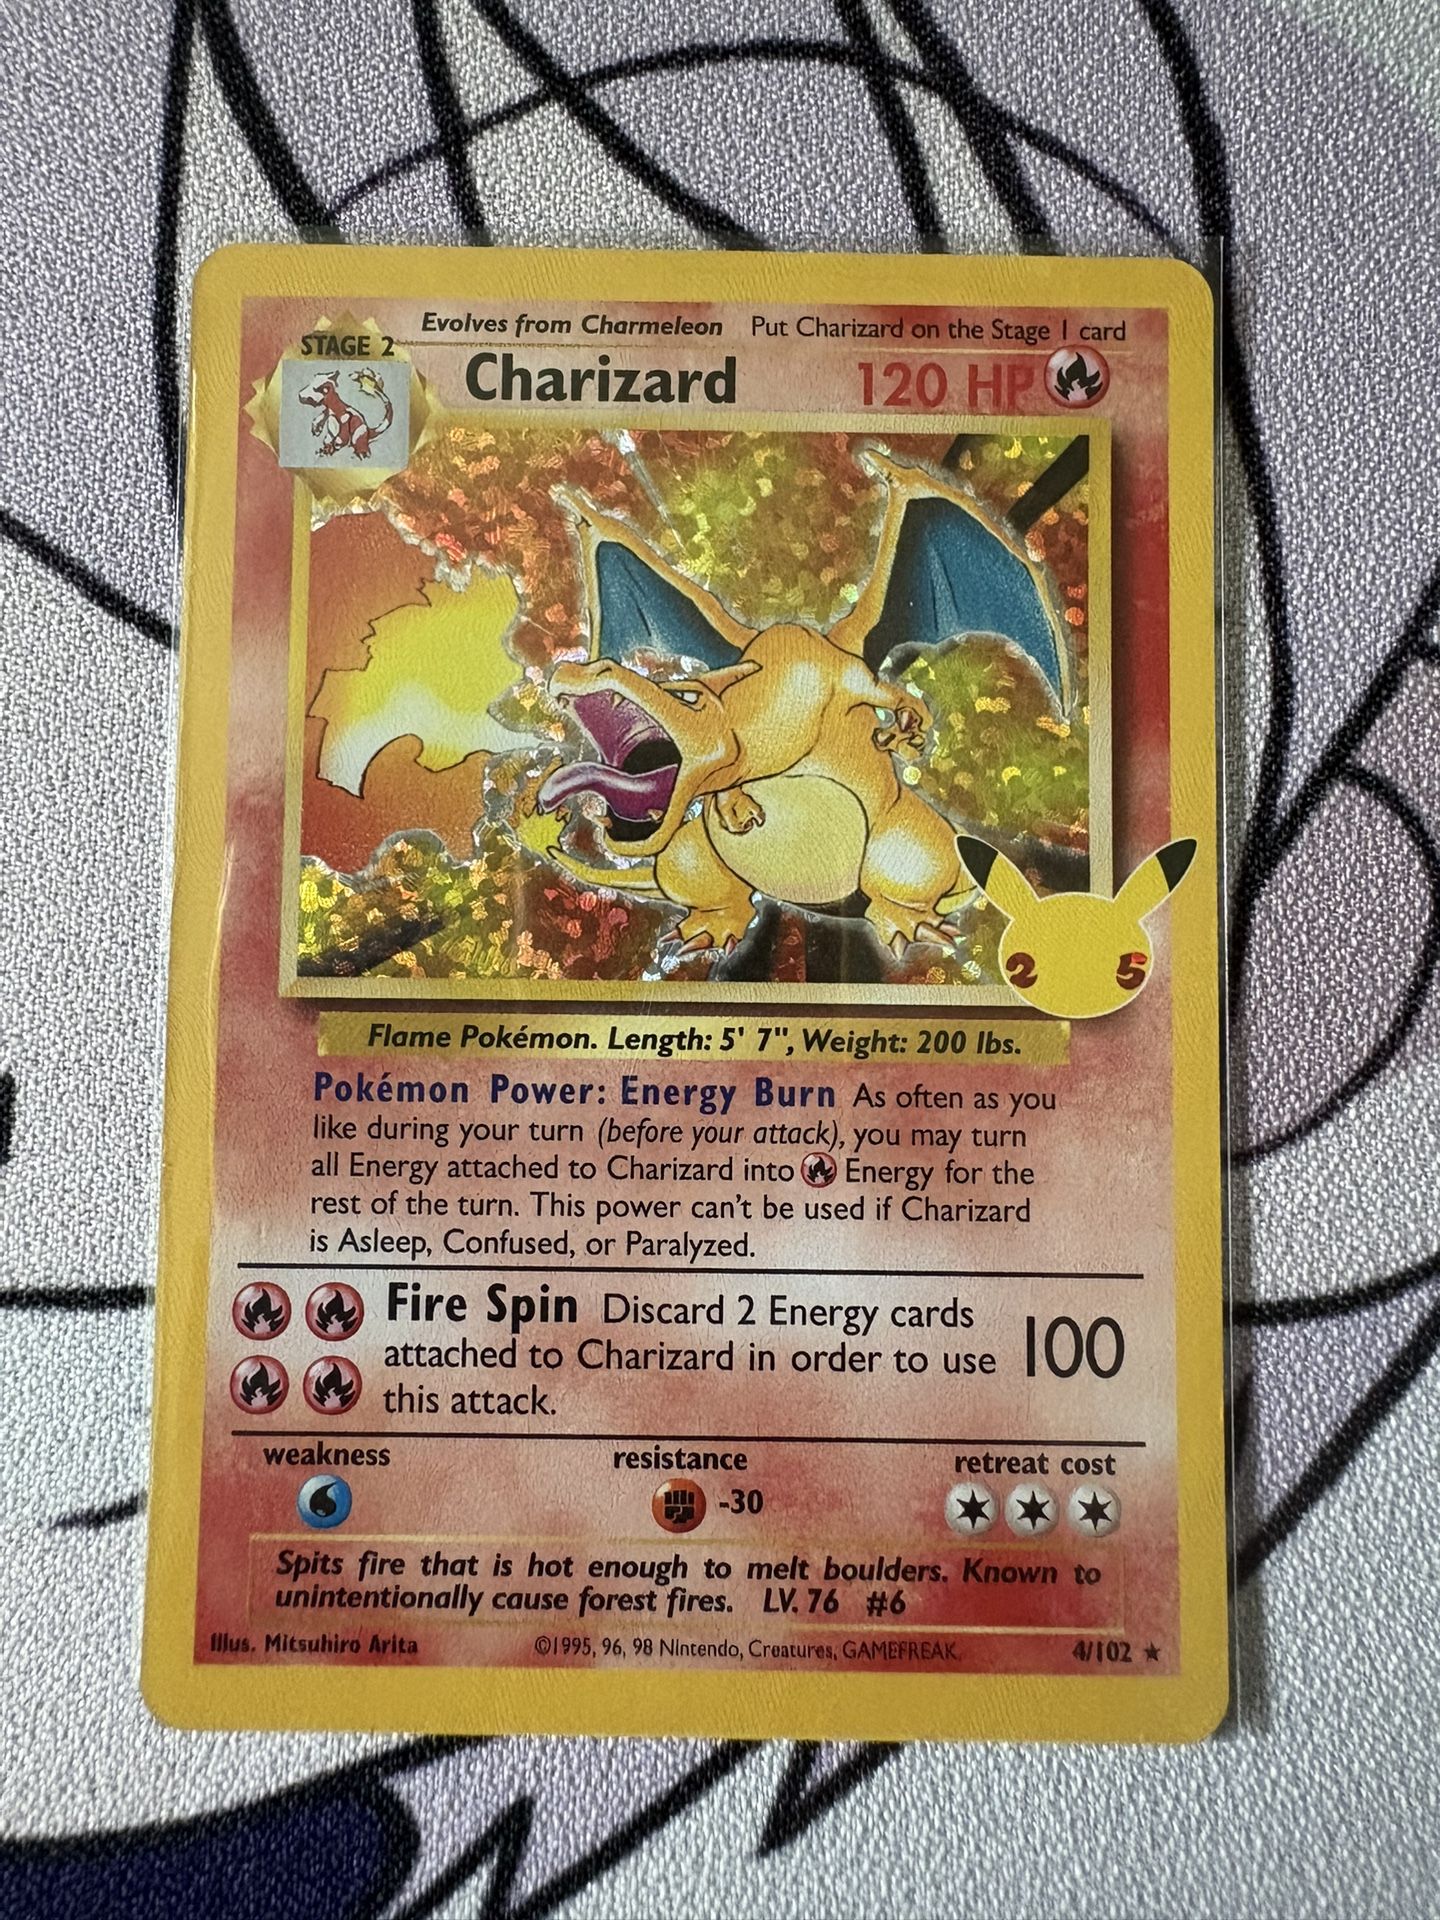 Evolves from Charmeleon Put Charizard on the Stage 1 card
STAGE 2
Charizard 120 HP
25
Flame Pokémon. Length: 5' 7", Weight: 200 lbs.
Pokémon Power: Energy Burn As often as you
like during your turn (before your attack), you may turn
all Energy attached to Charizard into Energy for the
rest of the turn. This power can't be used if Charizard
is Asleep, Confused, or Paralyzed.
Fire Spin Discard 2 Energy cards
attached to Charizard in order to use 100
this attack.
weakness resistance retreat cost
-30
Spits fire that is hot enough to melt boulders. Known to
unintentionally cause forest fires. LV. 76 #6
Illus. Mitsuhiro Arita ©1995, 96, 98 Nintendo, Creatures, GAMEFREAK. 4/102 ★